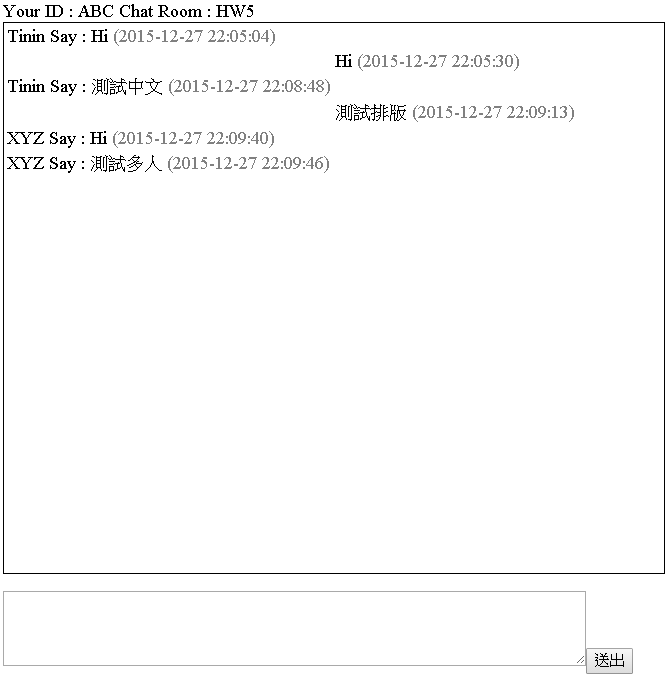 Your ID : ABC Chat Room : HW5
Tinin Say : Hi (2015-12-27 22:05:04)
Hi (2015-12-27 22:05:30)
Tinin Say : 測試中文 (2015-12-27 22:08:48)
測試排版 (2015-12-27 22:09:13)
XYZ Say : Hi (2015-12-27 22:09:40)
XYZ Say : 測試多人 (2015-12-27 22:09:46)
送出